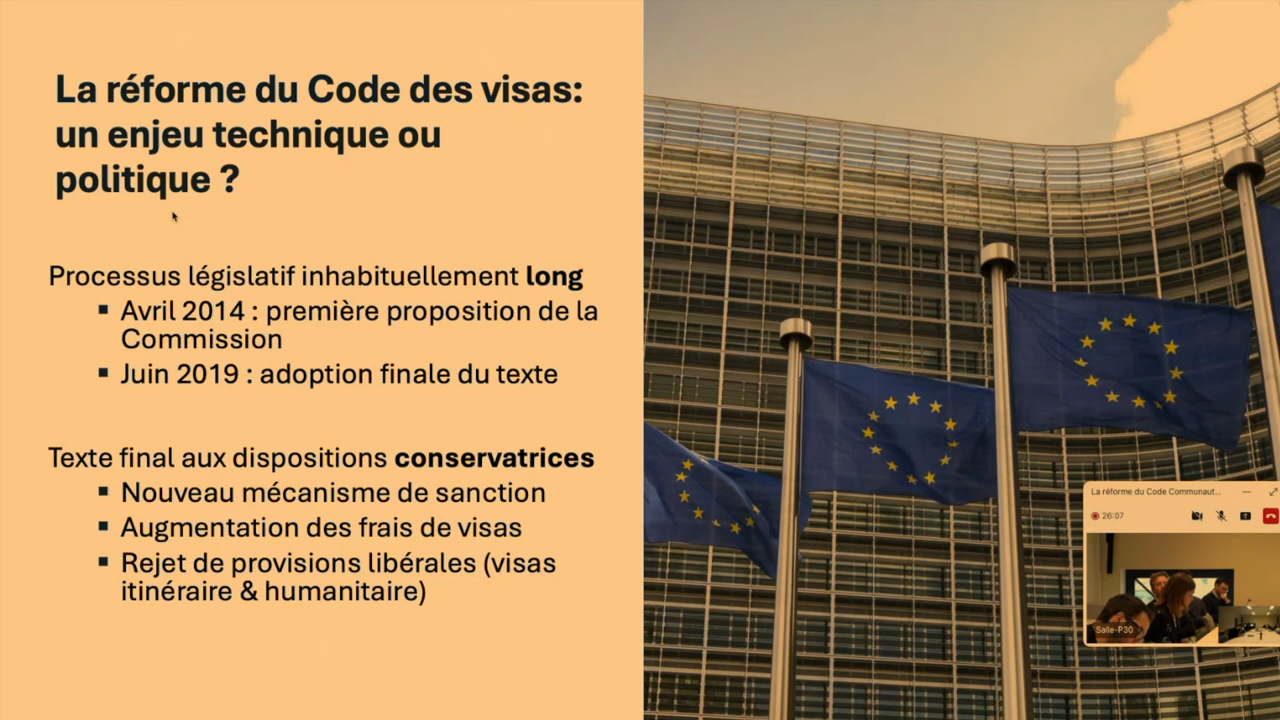 La réforme du Code des visas:
un enjeu technique ou
politique ?
Processus législatif inhabituellement long
▪ Avril 2014 : première proposition de la
Commission
▪ Juin 2019 : adoption finale du texte
Texte final aux dispositions conservatrices
▪ Nouveau mécanisme de sanction
▪ Augmentation des frais de visas
▪ Rejet de provisions libérales (visas
itinéraire & humanitaire)
La réforme du Code Communaut...
26:07
Salle-P30